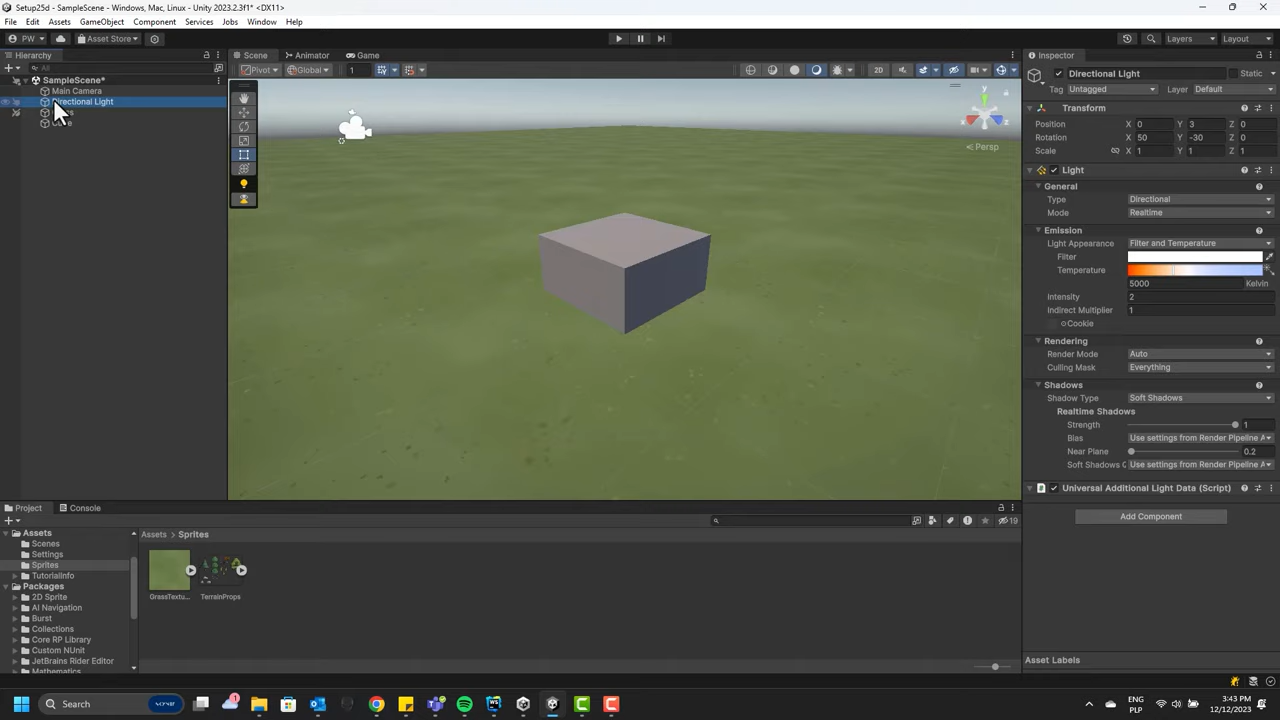 Setup25d - SampleScene - Windows, Mac, Linux - Unity 2023.2.3f1* <DX11>
File Edit Assets GameObject Component Services Jobs Window Help
PW Asset Store Layers Layout
Hierarchy
All
SampleScene*
Main Camera
Directional Light
Scene Animator Game
Pivot Global 1 2D
y
x z
Persp
Inspector
Directional Light Static
Tag Untagged Layer Default
Transform
Position X 0 Y 3 Z 0
Rotation X 50 Y -30 Z 0
Scale X 1 Y 1 Z 1
Light
General
Type Directional
Mode Realtime
Emission
Light Appearance Filter and Temperature
Filter
Temperature
5000 Kelvin
Intensity 2
Indirect Multiplier 1
Cookie
Rendering
Render Mode Auto
Culling Mask Everything
Shadows
Shadow Type Soft Shadows
Realtime Shadows
Strength 1
Bias Use settings from Render Pipeline A
Near Plane 0.2
Soft Shadows Q Use settings from Render Pipeline A
Universal Additional Light Data (Script)
Add Component
Asset Labels
Project Console
19
Assets
Scenes
Settings
Sprites
TutorialInfo
Packages
2D Sprite
AI Navigation
Burst
Collections
Core RP Library
Custom NUnit
JetBrains Rider Editor
Mathematics
Assets > Sprites
GrassTextu... TerrainProps
Search
1
ENG
PLP
3:43 PM
12/12/2023